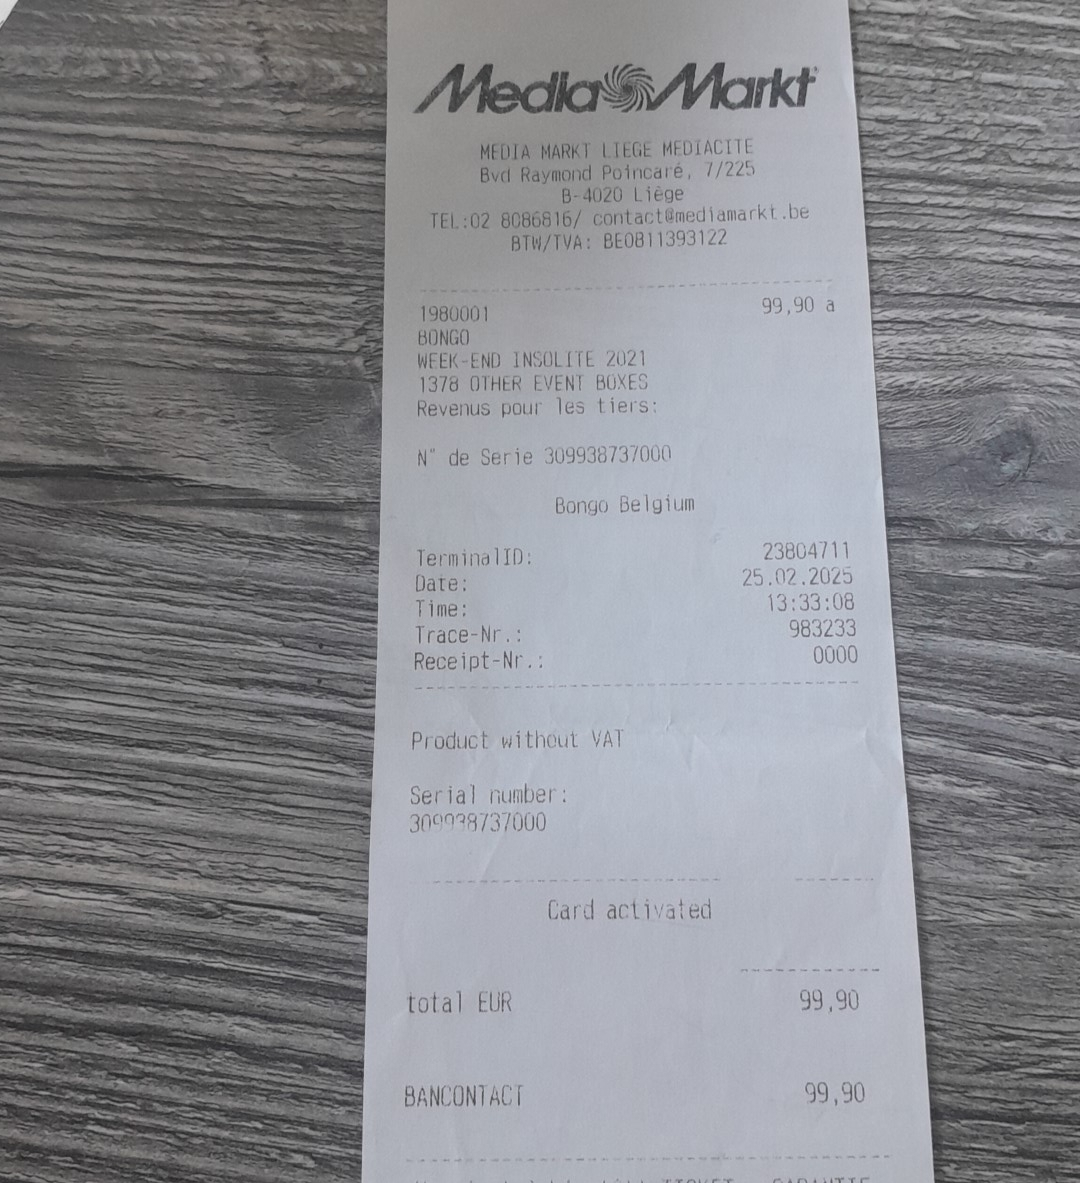 Media Markt
MEDIA MARKT LIEGE MEDIACITE
Bvd Raymond Poincaré, 7/225
B-4020 Liège
TEL:02 8086816/ contact@mediamarkt.be
BTW/TVA: BE0811393122
1980001 99,90 a
BONGO
WEEK-END INSOLITE 2021
1378 OTHER EVENT BOXES
Revenus pour les tiers:
N° de Serie 309938737000
Bongo Belgium
TerminalID: 23804711
Date: 25.02.2025
Time: 13:33:08
Trace-Nr.: 983233
Receipt-Nr.: 0000
Product without VAT
Serial number:
309938737000
Card activated
total EUR 99,90
BANCONTACT 99,90